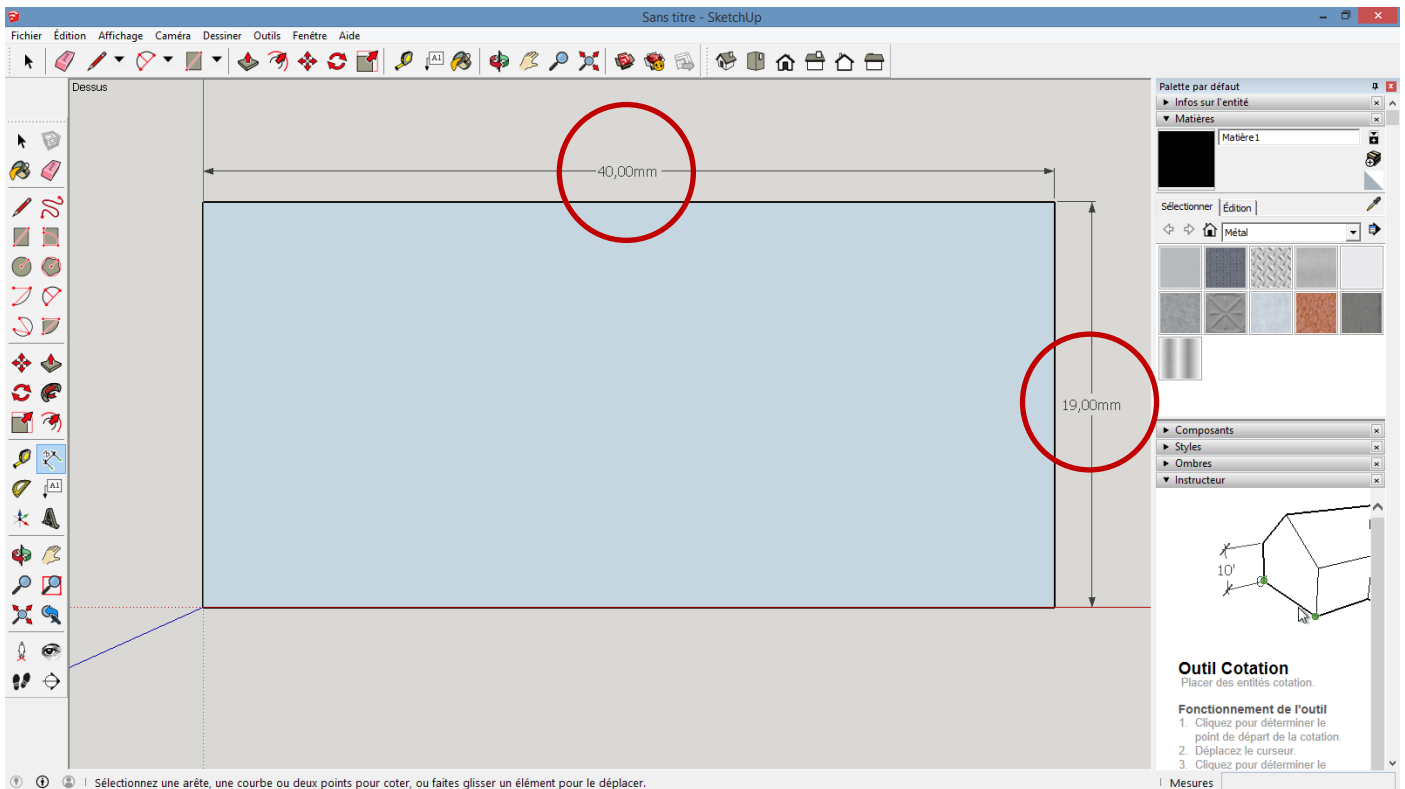 Sans titre - SketchUp
Fichier Édition Affichage Caméra Dessiner Outils Fenêtre Aide
A1
Dessus
40,00mm
19,00mm
A1
Palette par défaut
Infos sur l'entité
Matières
Matière1
Sélectionner Édition
Métal
Composants
Styles
Ombres
Instructeur
10'
Outil Cotation
Placer des entités cotation.
Fonctionnement de l'outil
1. Cliquez pour déterminer le
point de départ de la cotation.
2. Déplacez le curseur.
3. Cliquez pour déterminer le
Sélectionnez une arête, une courbe ou deux points pour coter, ou faites glisser un élément pour le déplacer.
Mesures